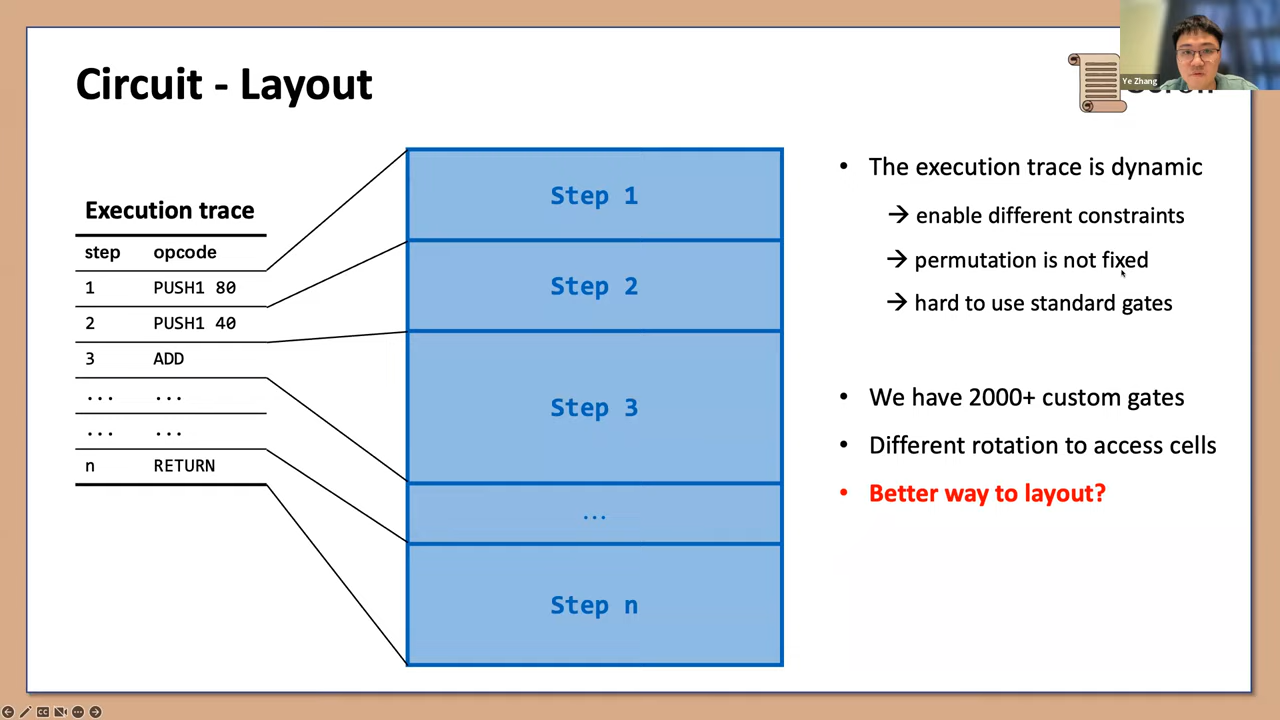 Circuit - Layout
Ye Zhang
Execution trace
step opcode
1 PUSH1 80
2 PUSH1 40
3 ADD
... ...
... ...
n RETURN
Step 1
Step 2
Step 3
...
Step n
• The execution trace is dynamic
→ enable different constraints
→ permutation is not fixed
→ hard to use standard gates
• We have 2000+ custom gates
• Different rotation to access cells
• Better way to layout?